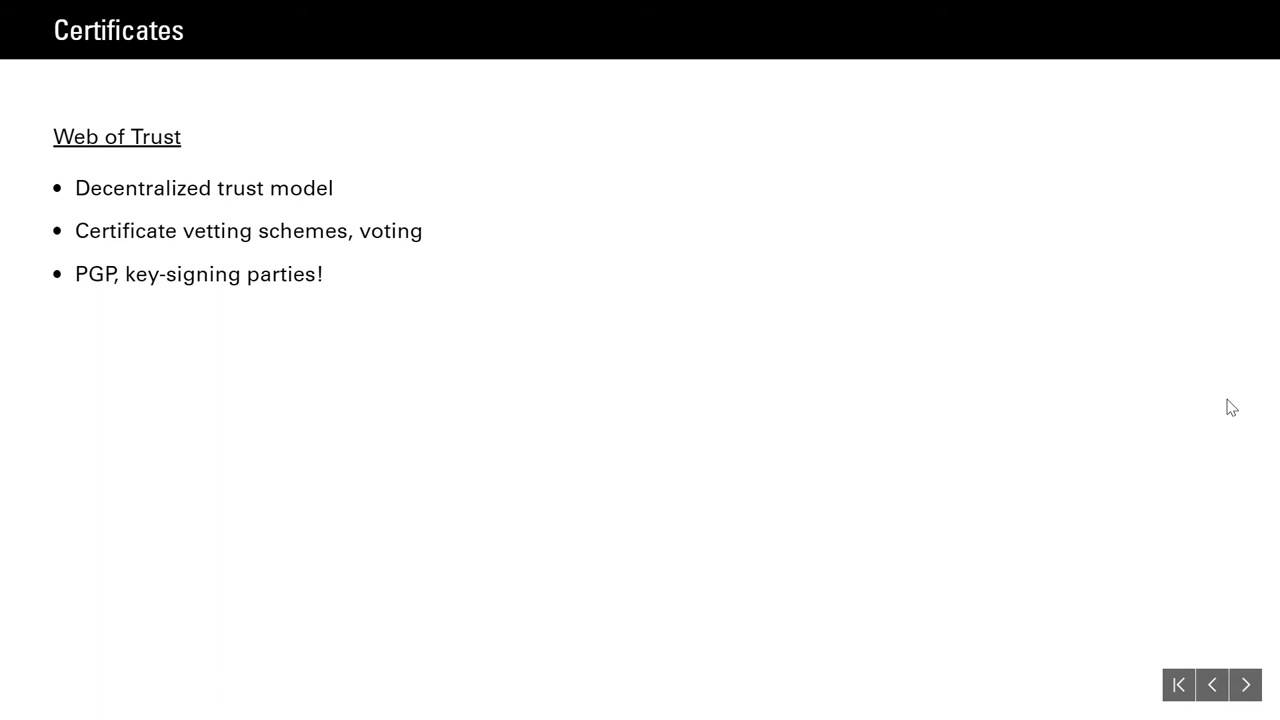 Certificates
Web of Trust
• Decentralized trust model
• Certificate vetting schemes, voting
• PGP, key-signing parties!